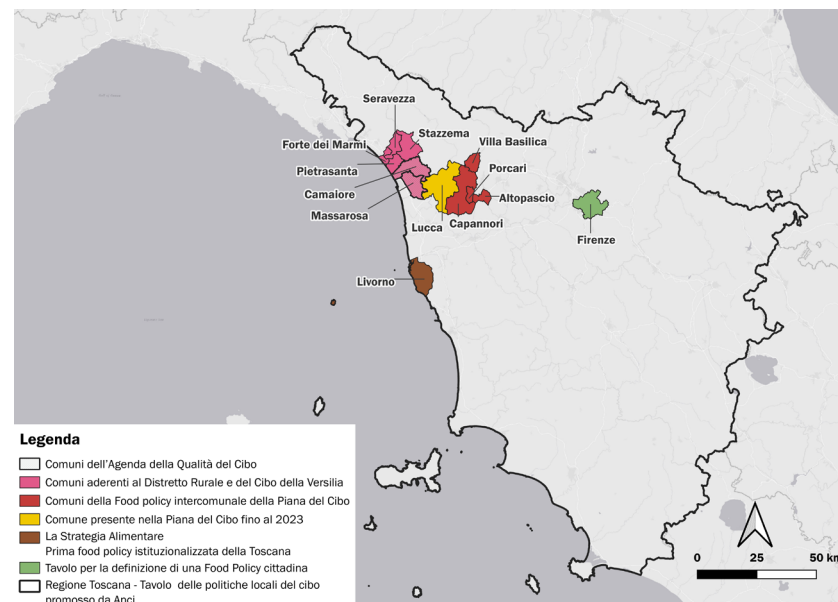 Seravezza
Stazzema
Forte dei Marmi
Villa Basilica
Pietrasanta
Porcari
Camaiore
Altopascio
Massarosa
Lucca
Capannori
Firenze
Livorno
Legenda
Comuni dell'Agenda della Qualità del Cibo
Comuni aderenti al Distretto Rurale e del Cibo della Versilia
Comuni della Food policy intercomunale della Piana del Cibo
Comune presente nella Piana del Cibo fino al 2023
La Strategia Alimentare
Prima food policy istituzionalizzata della Toscana
Tavolo per la definizione di una Food Policy cittadina
Regione Toscana - Tavolo delle politiche locali del cibo
promosso da Anci
0 25 50 km